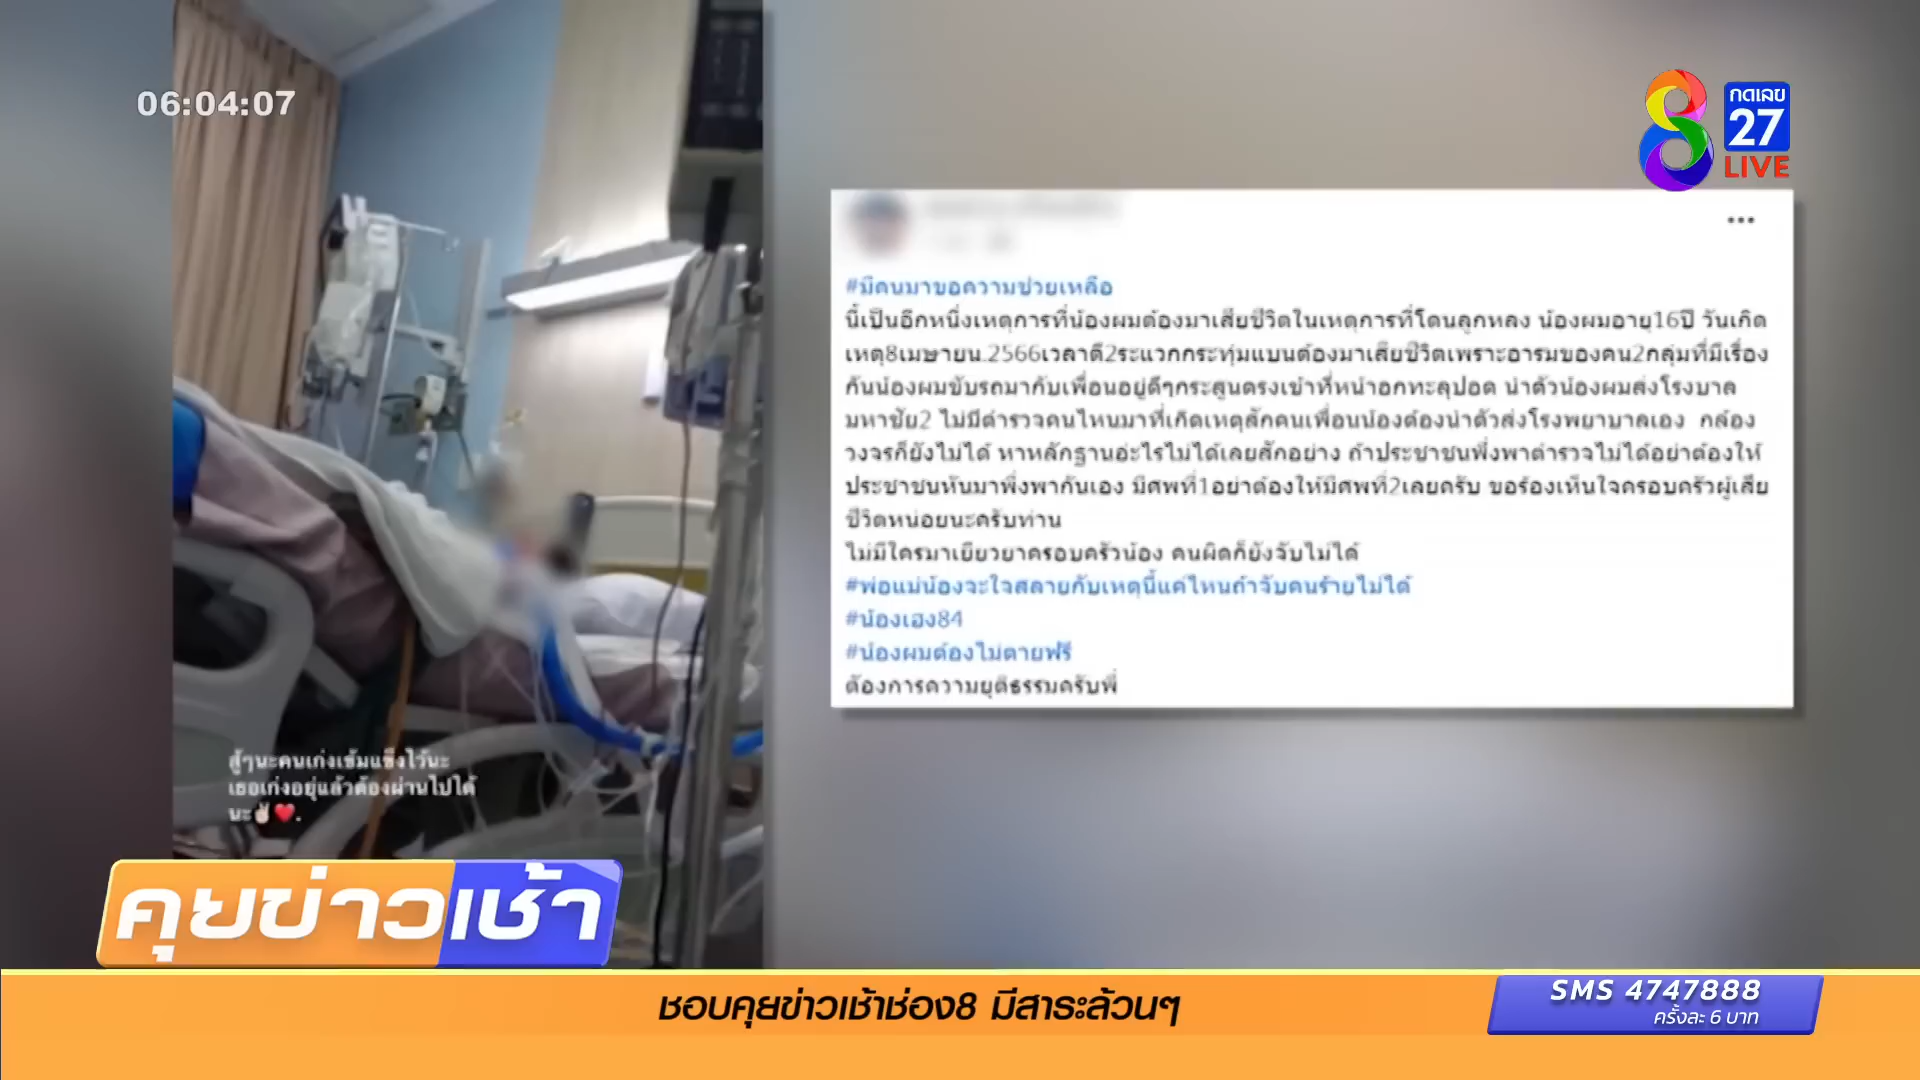 06:04:07
กดเลข
27
LIVE
#มีคนมาขอความช่วยเหลือ
นี้เป็นอีกหนึ่งเหตุการที่น้องผมต้องมาเสียชีวิตในเหตุการที่โดนลูกหลง น้องผมอายุ16ปี วันเกิด
เหตุ8เมษายน.2566เวลาตี2ระแวกกระทุ่มแบนต้องมาเสียชีวิตเพราะอารมของคน2กลุ่มที่มีเรื่อง
กันน้องผมขับรถมากับเพื่อนอยู่ดีๆกระสูนตรงเข้าที่หน้าอกทะลุปอด นำตัวน้องผมส่งโรงบาล
มหาชัย2 ไม่มีตำรวจคนไหนมาที่เกิดเหตุสักคนเพื่อนน้องต้องนำตัวส่งโรงพยาบาลเอง กล้อง
วงจรก็ยังไม่ได้ หาหลักฐานอะไรไม่ได้เลยสักอย่าง ถ้าประชาชนพึ่งพาตำรวจไม่ได้อย่าต้องให้
ประชาชนหันมาพึ่งพากันเอง มีศพที่1อย่าต้องให้มีศพที่2เลยครับ ขอร้องเห็นใจครอบครัวผู้เสีย
ชีวิตหน่อยนะครับท่าน
ไม่มีใครมาเยียวยาครอบครัวน้อง คนผิดก็ยังจับไม่ได้
#พ่อแม่น้องจะใจสลายกับเหตุนี้แค่ไหนถ้าจับคนร้ายไม่ได้
#น้องเฮง84
#น้องผมต้องไม่ตายฟรี
ต้องการความยุติธรรมครับพี่
สู้ๆนะคนเก่งเข้มแข็งไว้นะ
เธอเก่งอยู่แล้วต้องผ่านไปได้
นะ✌🏻❤️.
คุยข่าวเช้า
ชอบคุยข่าวเช้าช่อง8 มีสาระล้วนๆ
SMS 4747888
ครั้งละ 6 บาท